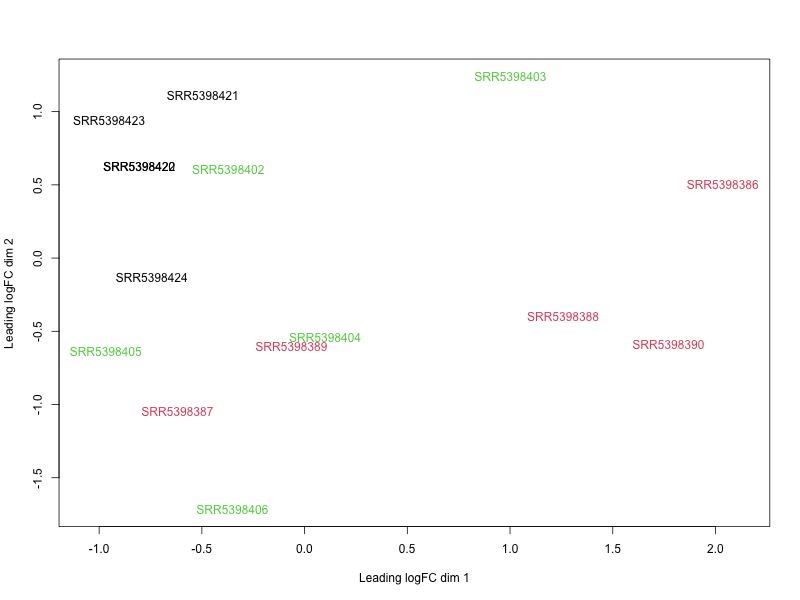 SRR5398403
SRR5398421
SRR5398423
SRR5398402
SRR5398386
SRR5398424
SRR5398388
SRR5398404
SRR5398389
SRR5398390
SRR5398405
SRR5398387
SRR5398406
1.0
0.5
0.0
-0.5
-1.0
-1.5
Leading logFC dim 2
-1.0 -0.5 0.0 0.5 1.0 1.5 2.0
Leading logFC dim 1